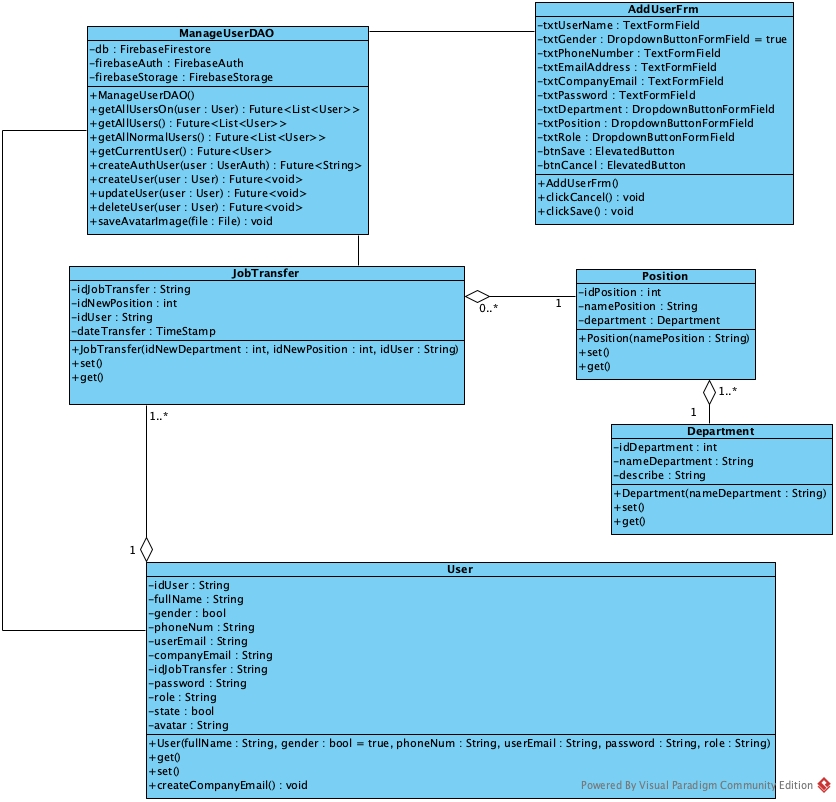 ManageUserDAO
-db : FirebaseFirestore
-firebaseAuth : FirebaseAuth
-firebaseStorage : FirebaseStorage
+ManageUserDAO()
+getAllUsersOn(user : User) : Future<List<User>>
+getAllUsers() : Future<List<User>>
+getAllNormalUsers() : Future<List<User>>
+getCurrentUser() : Future<User>
+createAuthUser(user : UserAuth) : Future<String>
+createUser(user : User) : Future<void>
+updateUser(user : User) : Future<void>
+deleteUser(user : User) : Future<void>
+saveAvatarImage(file : File) : void
AddUserFrm
-txtUserName : TextFormField
-txtGender : DropdownButtonFormField = true
-txtPhoneNumber : TextFormField
-txtEmailAddress : TextFormField
-txtCompanyEmail : TextFormField
-txtPassword : TextFormField
-txtDepartment : DropdownButtonFormField
-txtPosition : DropdownButtonFormField
-txtRole : DropdownButtonFormField
-btnSave : ElevatedButton
-btnCancel : ElevatedButton
+AddUserFrm()
+clickCancel() : void
+clickSave() : void
JobTransfer
-idJobTransfer : String
-idNewPosition : int
-idUser : String
-dateTransfer : TimeStamp
+JobTransfer(idNewDepartment : int, idNewPosition : int, idUser : String)
+set()
+get()
0..*
1
Position
-idPosition : int
-namePosition : String
-department : Department
+Position(namePosition : String)
+set()
+get()
1..*
1
Department
-idDepartment : int
-nameDepartment : String
-describe : String
+Department(nameDepartment : String)
+set()
+get()
1..*
1
User
-idUser : String
-fullName : String
-gender : bool
-phoneNum : String
-userEmail : String
-companyEmail : String
-idJobTransfer : String
-password : String
-role : String
-state : bool
-avatar : String
+User(fullName : String, gender : bool = true, phoneNum : String, userEmail : String, password : String, role : String)
+get()
+set()
+createCompanyEmail() : void
Powered By Visual Paradigm Community Edition